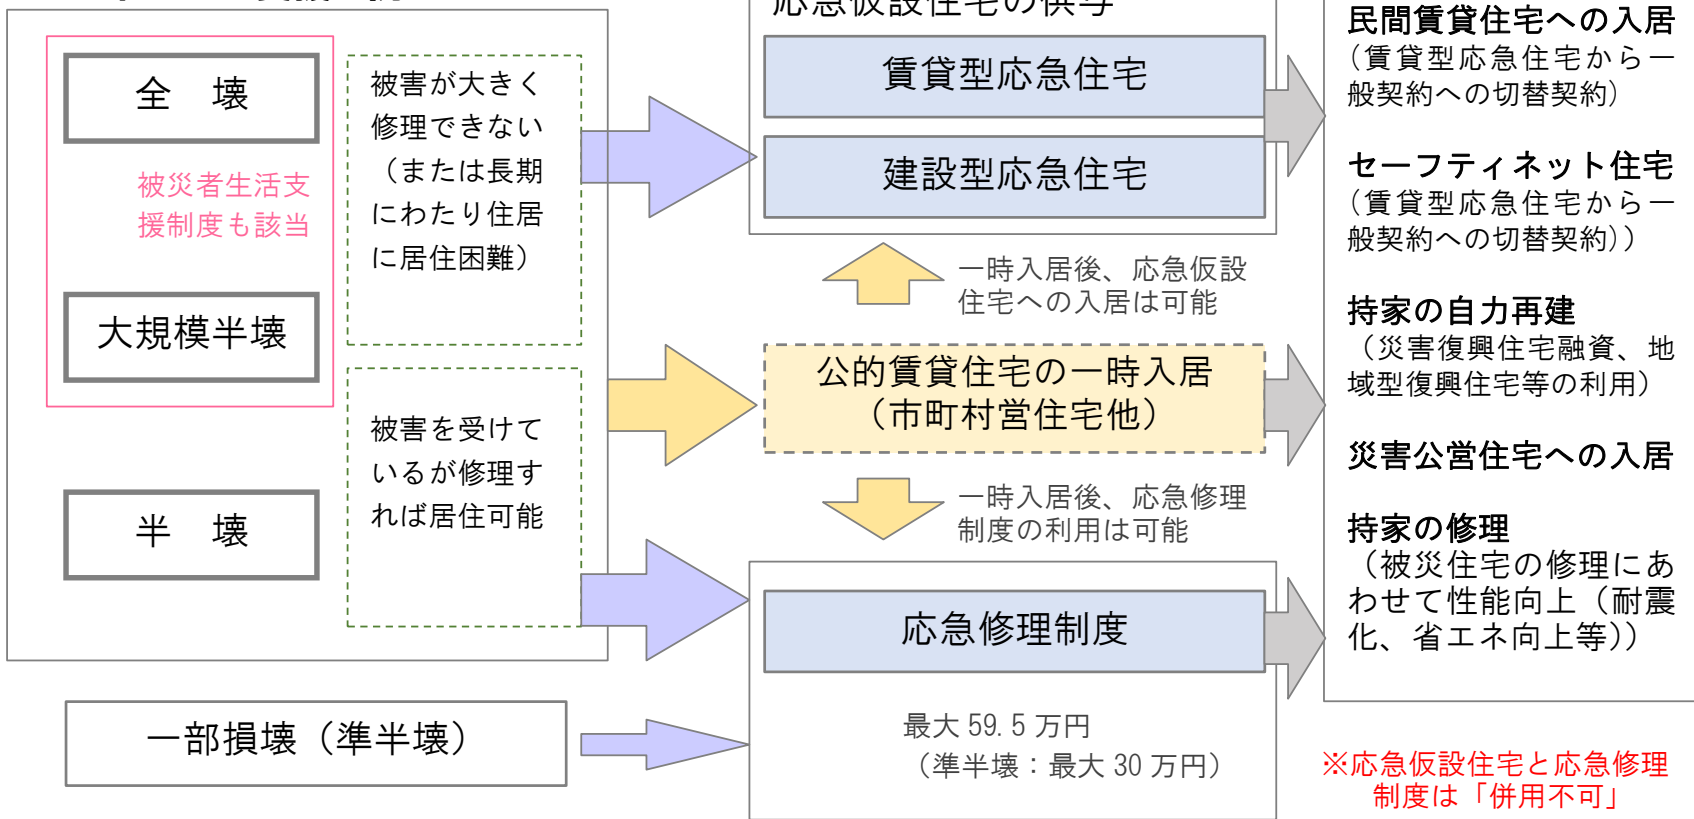 全　壊
被災者生活支
援制度も該当
大規模半壊
半　壊
一部損壊（準半壊）
被害が大きく
修理できない
（または長期
にわたり住居
に居住困難）
被害を受けて
いるが修理す
れば居住可能
応急仮設住宅の供与
賃貸型応急住宅
建設型応急住宅
一時入居後、応急仮設
住宅への入居は可能
公的賃貸住宅の一時入居
（市町村営住宅他）
一時入居後、応急修理
制度の利用は可能
応急修理制度
最大 59.5 万円
（準半壊：最大 30 万円）
民間賃貸住宅への入居
（賃貸型応急住宅から一
般契約への切替契約）
セーフティネット住宅
（賃貸型応急住宅から一
般契約への切替契約））
持家の自力再建
（災害復興住宅融資、地
域型復興住宅等の利用）
災害公営住宅への入居
持家の修理
（被災住宅の修理にあ
わせて性能向上（耐震
化、省エネ向上等））
※応急仮設住宅と応急修理
制度は「併用不可」